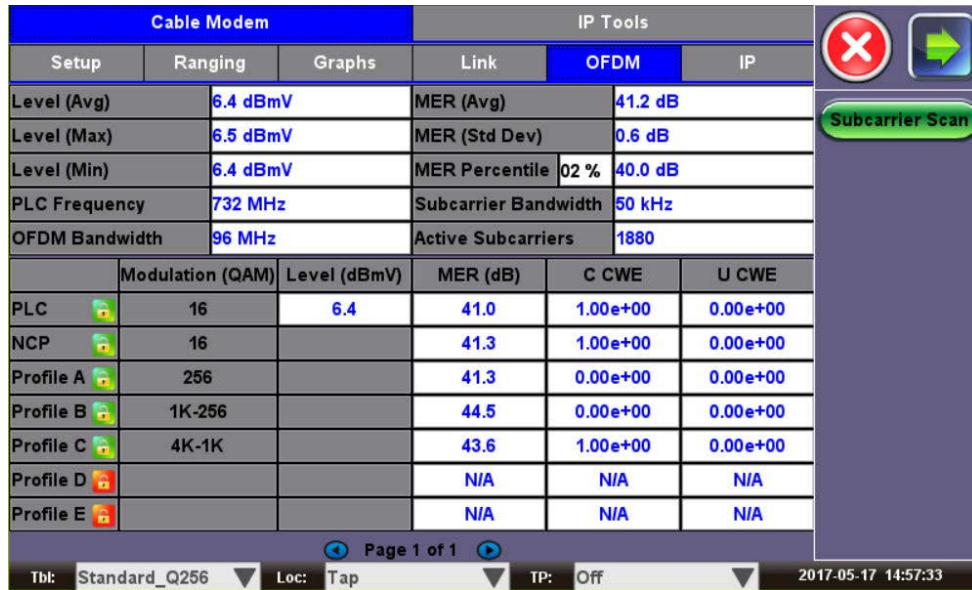 Cable Modem IP Tools
Setup Ranging Graphs Link OFDM IP
Subcarrier Scan
Level (Avg) 6.4 dBmV MER (Avg) 41.2 dB
Level (Max) 6.5 dBmV MER (Std Dev) 0.6 dB
Level (Min) 6.4 dBmV MER Percentile 02 % 40.0 dB
PLC Frequency 732 MHz Subcarrier Bandwidth 50 kHz
OFDM Bandwidth 96 MHz Active Subcarriers 1880
Modulation (QAM) Level (dBmV) MER (dB) C CWE U CWE
PLC 16 6.4 41.0 1.00e+00 0.00e+00
NCP 16 41.3 1.00e+00 0.00e+00
Profile A 256 41.3 0.00e+00 0.00e+00
Profile B 1K-256 44.5 0.00e+00 0.00e+00
Profile C 4K-1K 43.6 1.00e+00 0.00e+00
Profile D N/A N/A N/A
Profile E N/A N/A N/A
Page 1 of 1
Tbl: Standard_Q256 Loc: Tap TP: Off 2017-05-17 14:57:33